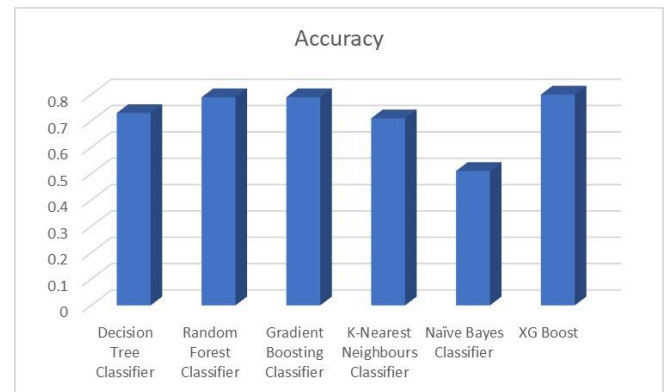 Accuracy
0.8
0.7
0.6
0.5
0.4
0.3
0.2
0.1
0
Decision
Tree
Classifier
Random
Forest
Classifier
Gradient
Boosting
Classifier
K-Nearest
Neighbours
Classifier
Naïve Bayes
Classifier
XG Boost